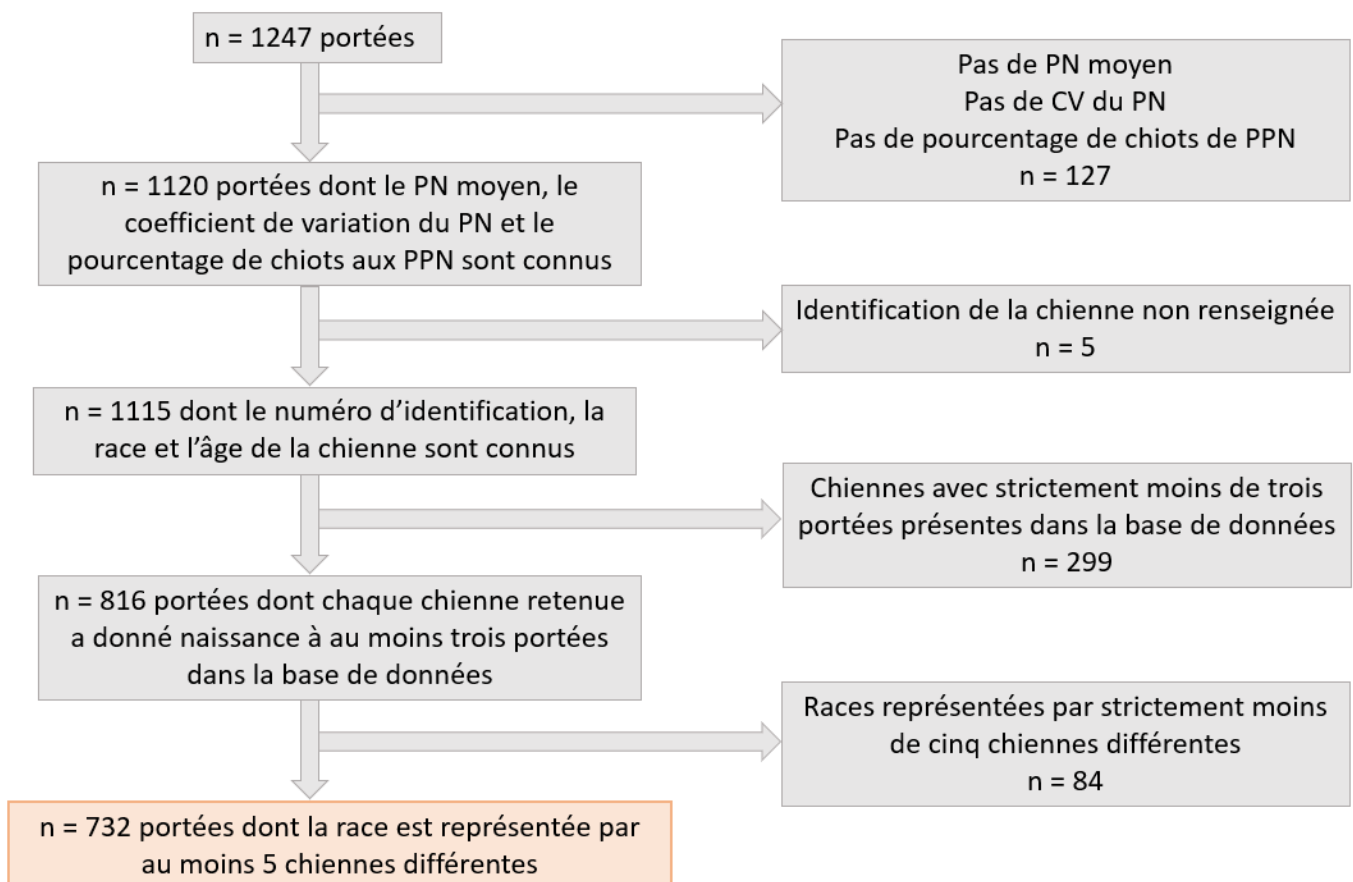 n = 1247 portées
Pas de PN moyen
Pas de CV du PN
Pas de pourcentage de chiots de PPN
n = 127
n = 1120 portées dont le PN moyen, le
coefficient de variation du PN et le
pourcentage de chiots aux PPN sont connus
Identification de la chienne non renseignée
n = 5
n = 1115 dont le numéro d’identification, la
race et l’âge de la chienne sont connus
Chiennes avec strictement moins de trois
portées présentes dans la base de données
n = 299
n = 816 portées dont chaque chienne retenue
a donné naissance à au moins trois portées
dans la base de données
Races représentées par strictement moins
de cinq chiennes différentes
n = 84
n = 732 portées dont la race est représentée par
au moins 5 chiennes différentes